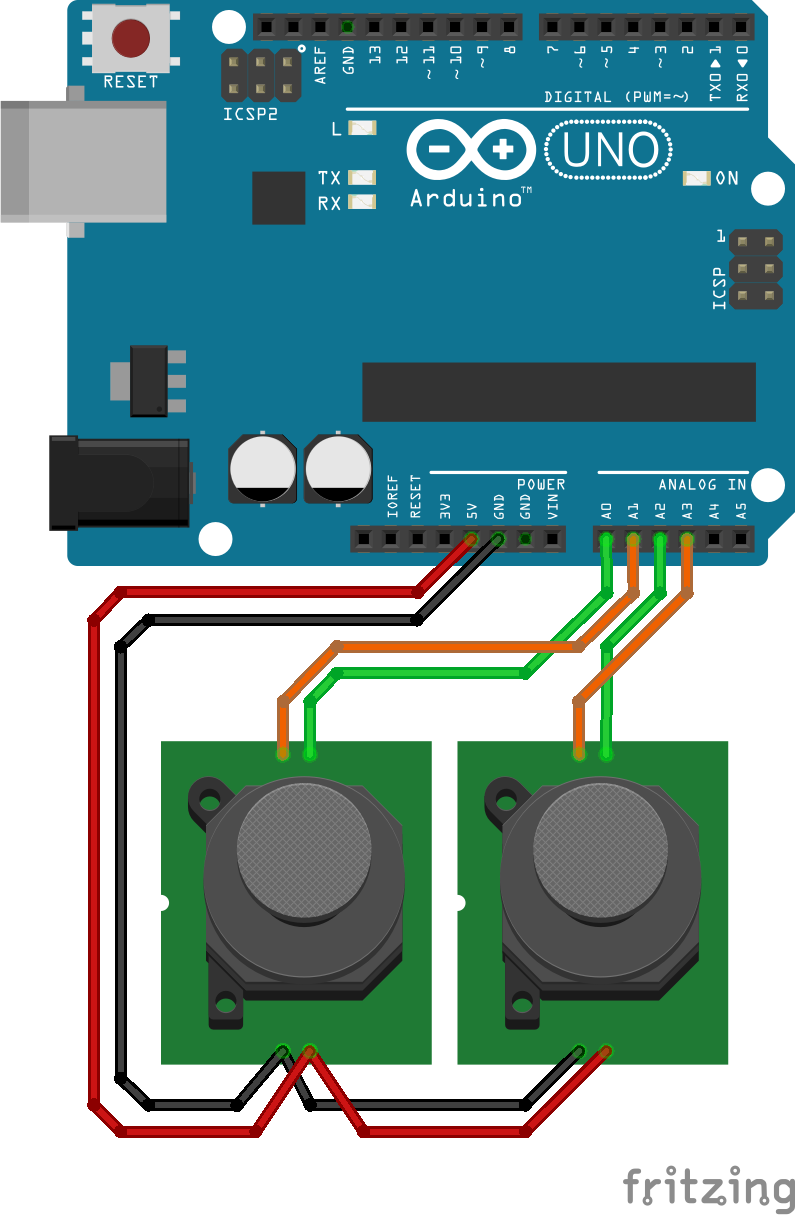 RESET
ICSP2
AREF
GND
13
12
~11
~10
~9
8
7
~6
~5
4
~3
2
TX0▶1
RX0◀0
DIGITAL (PWM=~)
L
TX
RX
Arduino™
UNO
ON
1
ICSP
IOREF
RESET
3V3
5V
GND
GND
VIN
POWER
ANALOG IN
A0
A1
A2
A3
A4
A5
fritzing